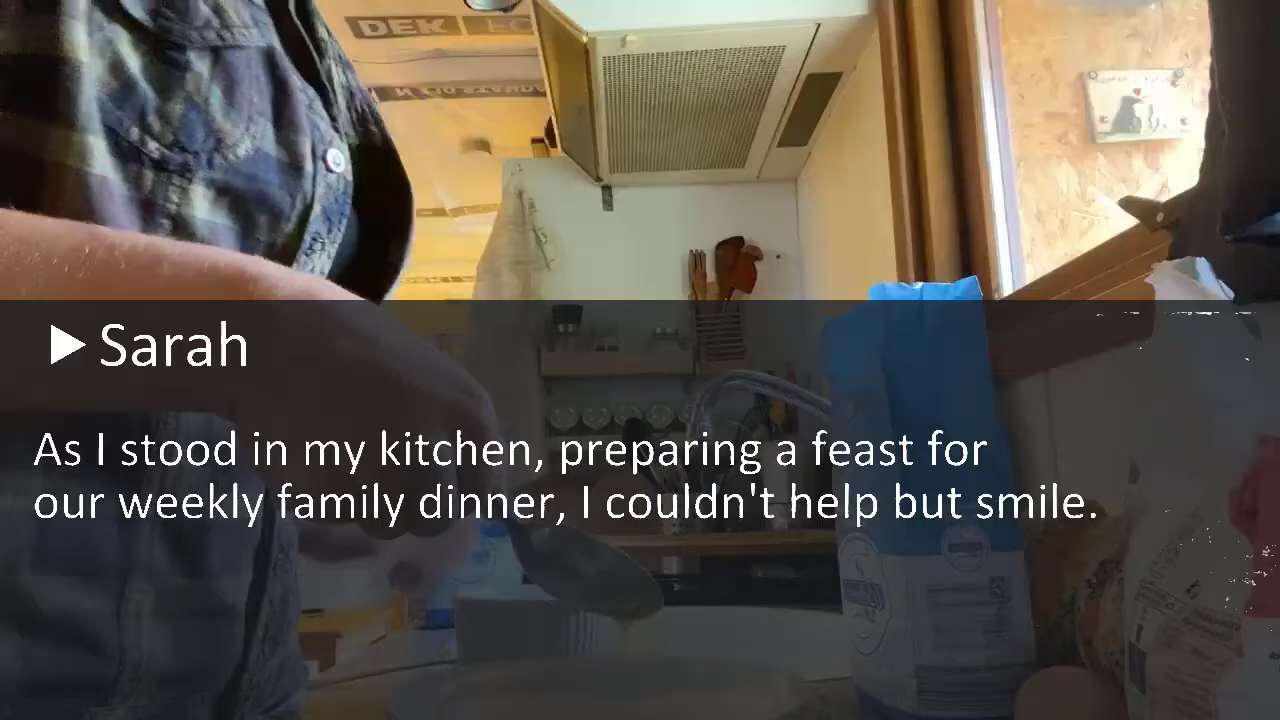 DEK
Sarah
As I stood in my kitchen, preparing a feast for
our weekly family dinner, I couldn't help but smile.